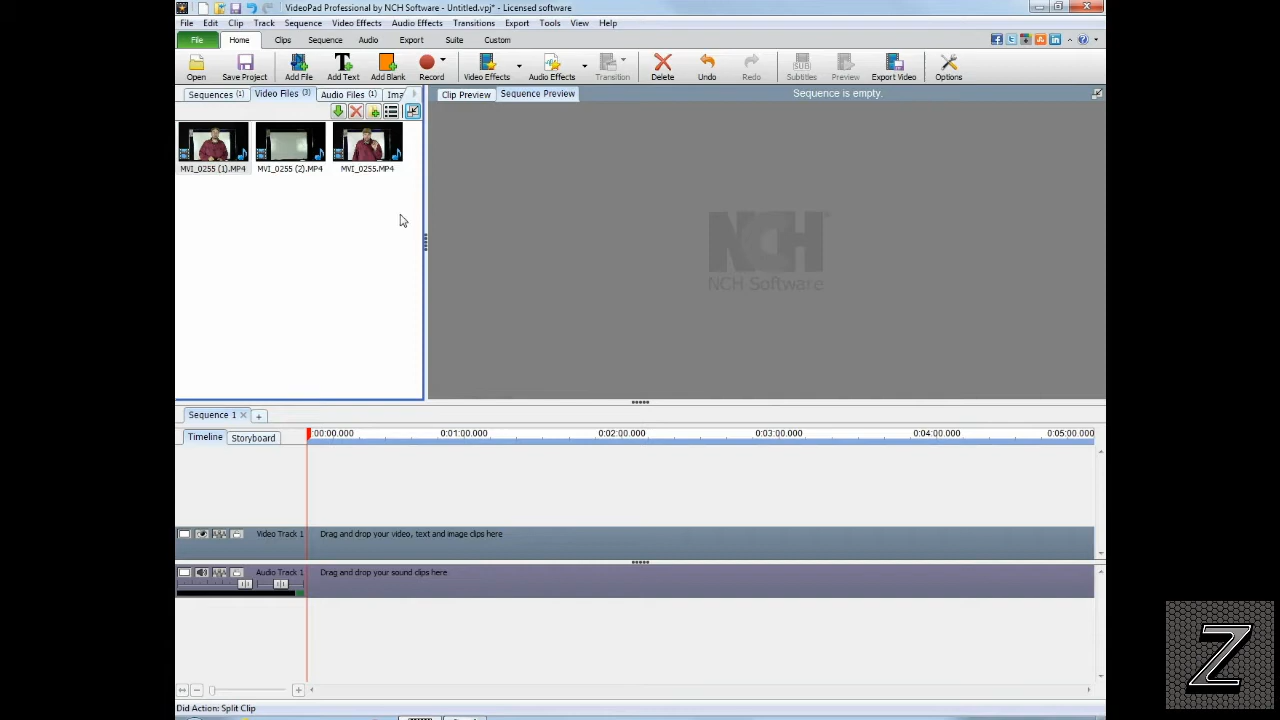 VideoPad Professional by NCH Software - Untitled.vpj* - Licensed software
File Edit Clip Track Sequence Video Effects Audio Effects Transitions Export Tools View Help
File Home Clips Sequence Audio Export Suite Custom
Open Save Project Add File Add Text Add Blank Record Video Effects Audio Effects Transition Delete Undo Redo Subtitles Preview Export Video Options
Sequences (1) Video Files (3) Audio Files (1) Ima
Clip Preview Sequence Preview Sequence is empty.
MVI_0255 (1).MP4 MVI_0255 (2).MP4 MVI_0255.MP4
NCH
NCH Software
Sequence 1
Timeline Storyboard
:00:00.000 0:01:00.000 0:02:00.000 0:03:00.000 0:04:00.000 0:05:00.000
Video Track 1 Drag and drop your video, text and image clips here
Audio Track 1 Drag and drop your sound clips here
Z
Did Action: Split Clip